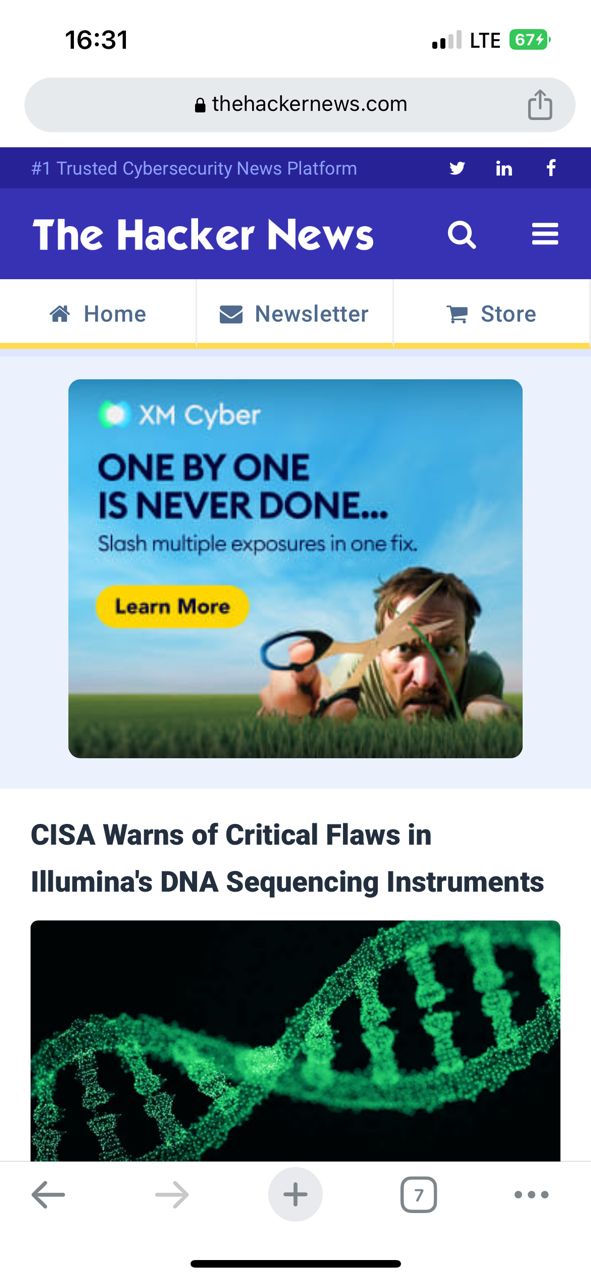 16:31
LTE
67
thehackernews.com
#1 Trusted Cybersecurity News Platform
The Hacker News
Home
Newsletter
Store
XM Cyber
ONE BY ONE
IS NEVER DONE...
Slash multiple exposures in one fix.
Learn More
CISA Warns of Critical Flaws in
Illumina's DNA Sequencing Instruments
7